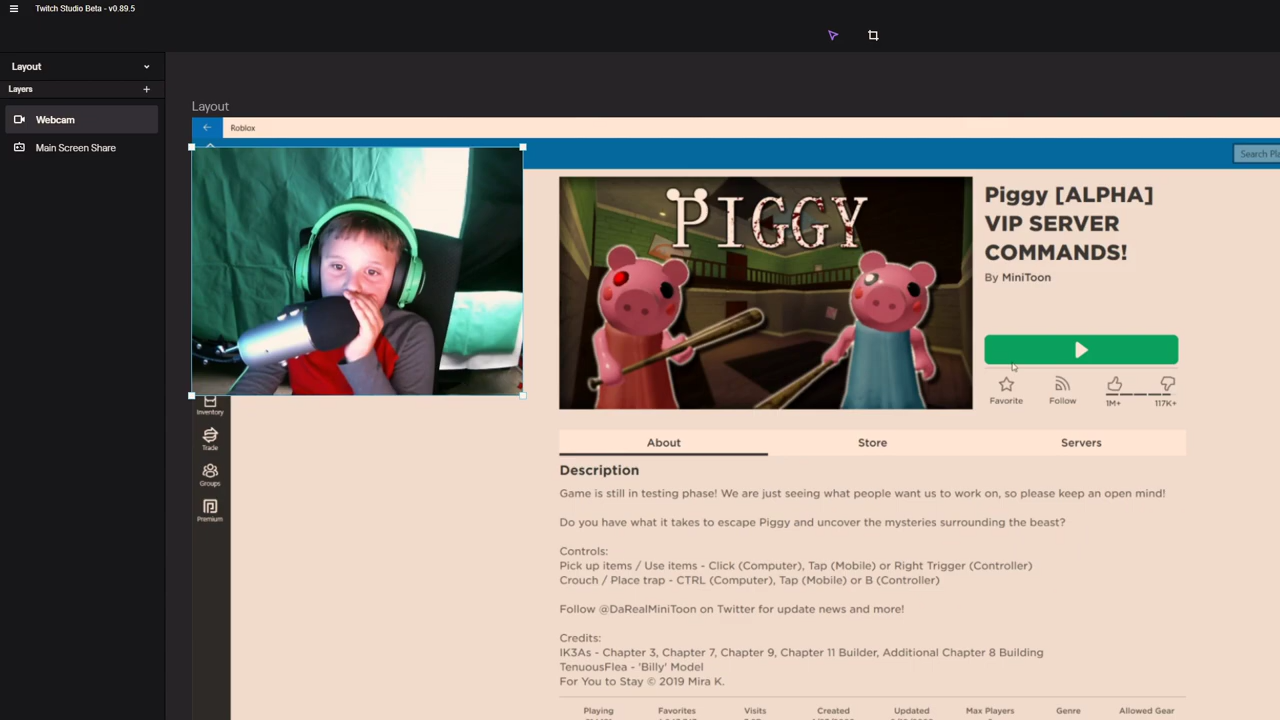 Twitch Studio Beta - v0.89.5
Layout
Layers
+
Webcam
Main Screen Share
Layout
Roblox
Search
PIGGY
Piggy [ALPHA]
VIP SERVER
COMMANDS!
By MiniToon
Favorite
Follow
1M+
117K+
Inventory
Trade
Groups
Premium
About
Store
Servers
Description
Game is still in testing phase! We are just seeing what people want us to work on, so please keep an open mind!
Do you have what it takes to escape Piggy and uncover the mysteries surrounding the beast?
Controls:
Pick up items / Use items - Click (Computer), Tap (Mobile) or Right Trigger (Controller)
Crouch / Place trap - CTRL (Computer), Tap (Mobile) or B (Controller)
Follow @DaRealMiniToon on Twitter for update news and more!
Credits:
IK3As - Chapter 3, Chapter 7, Chapter 9, Chapter 11 Builder, Additional Chapter 8 Building
TenuousFlea - 'Billy' Model
For You to Stay © 2019 Mira K.
Playing
Favorites
Visits
Created
Updated
Max Players
Genre
Allowed Gear